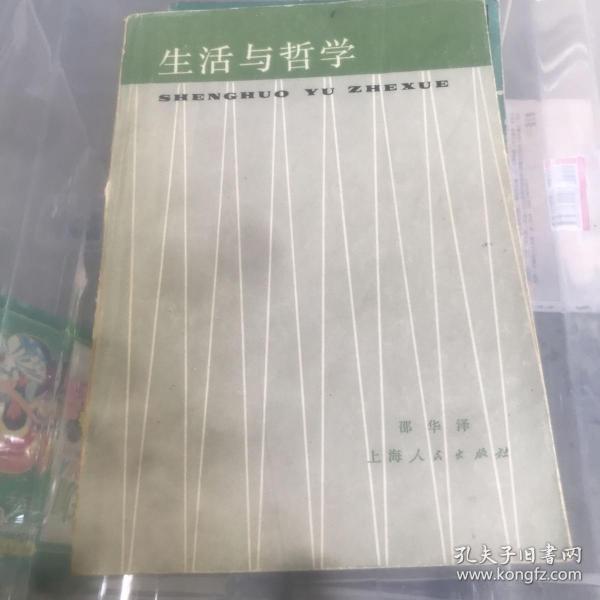 生活与哲学
SHENGHUO YU ZHEXUE
邵华泽
上海人民出版社
孔夫子旧书网
www.kongfz.com